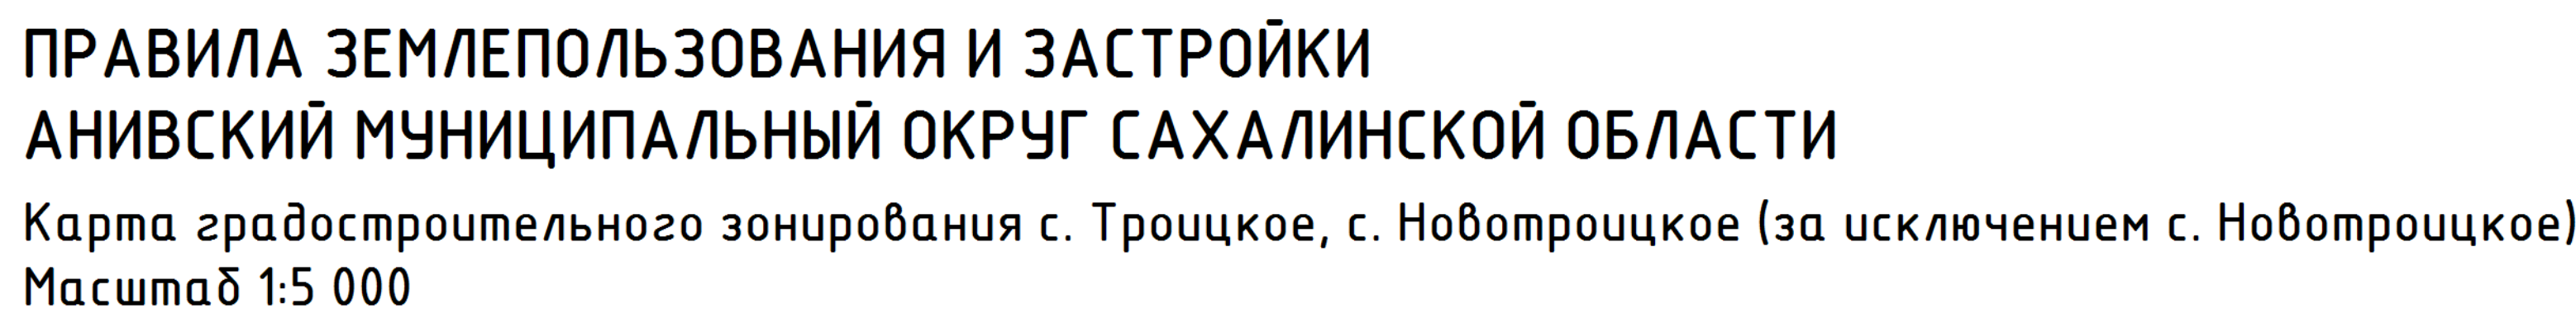 ПРАВИЛА ЗЕМЛЕПОЛЬЗОВАНИЯ И ЗАСТРОЙКИ
АНИВСКИЙ МУНИЦИПАЛЬНЫЙ ОКРУГ САХАЛИНСКОЙ ОБЛАСТИ
Карта градостроительного зонирования с. Троицкое, с. Новотроицкое (за исключением с. Новотроицкое)
Масштаб 1:5 000